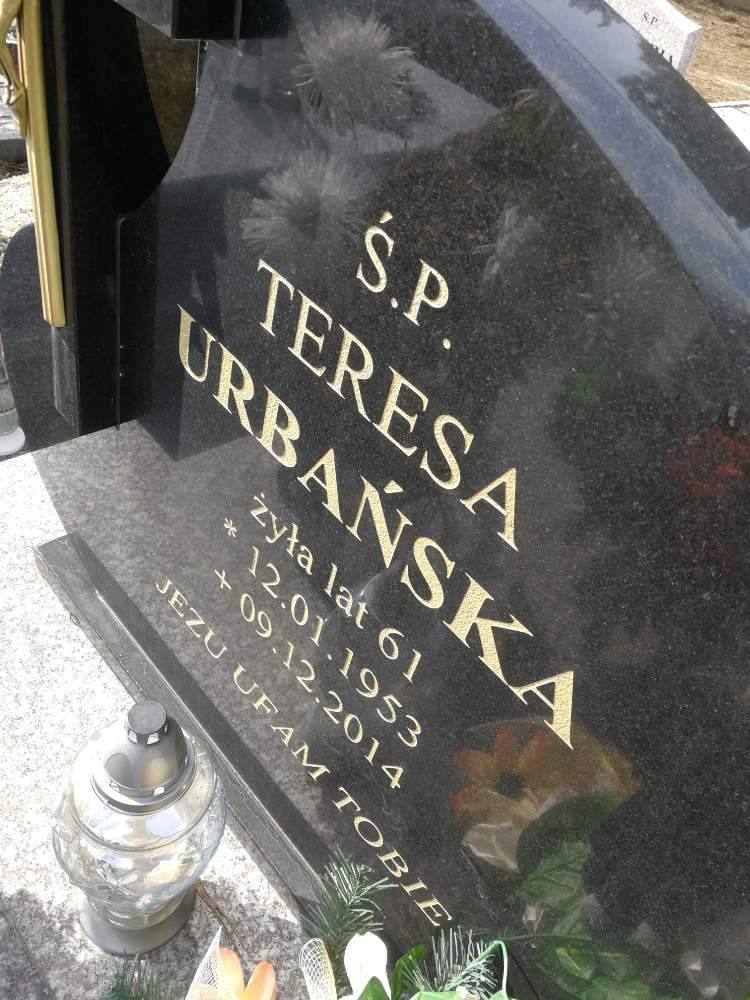 Ś.P.
TERESA
URBAŃSKA
żyła lat 61
* 12.01.1953
+ 09.12.2014
JEZU UFAM TOBIE
Ś.P.